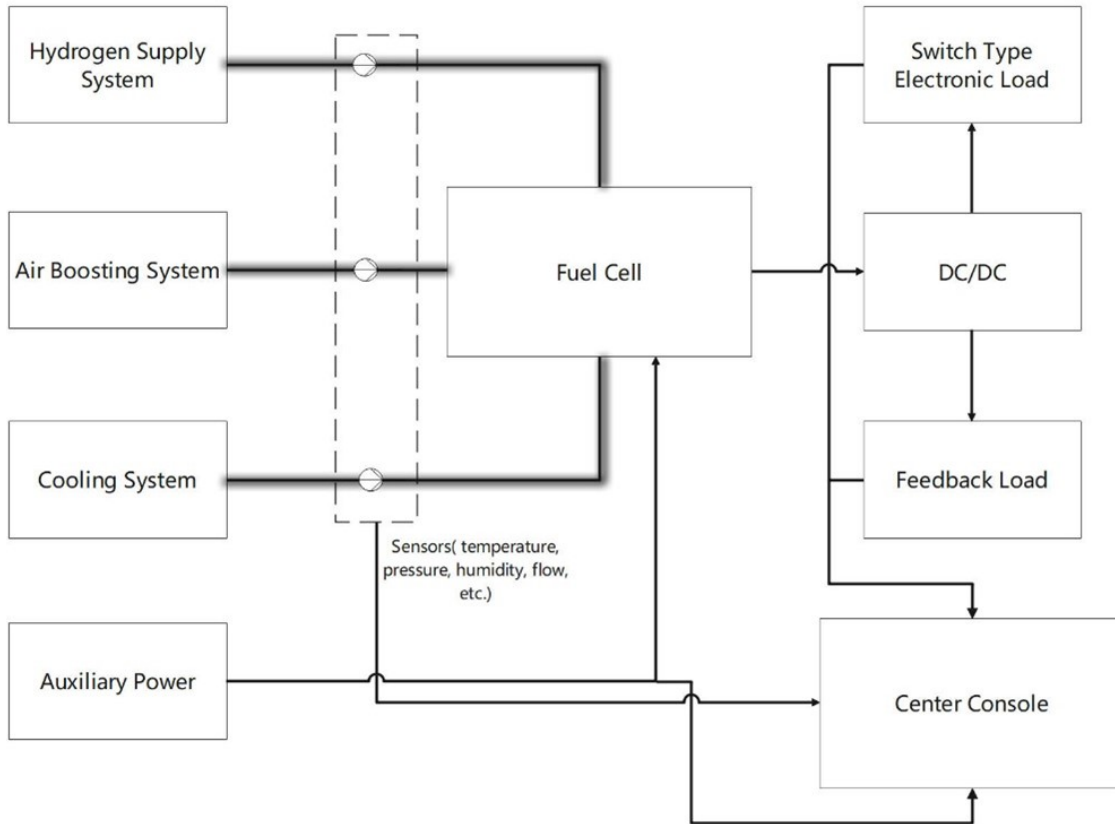 Hydrogen Supply
System
Switch Type
Electronic Load
Air Boosting System
Fuel Cell
DC/DC
Cooling System
Feedback Load
Sensors( temperature,
pressure, humidity, flow,
etc.)
Auxiliary Power
Center Console